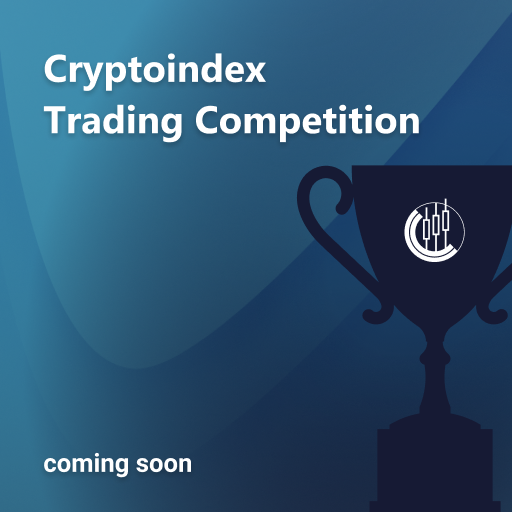 Cryptoindex
Trading Competition
coming soon